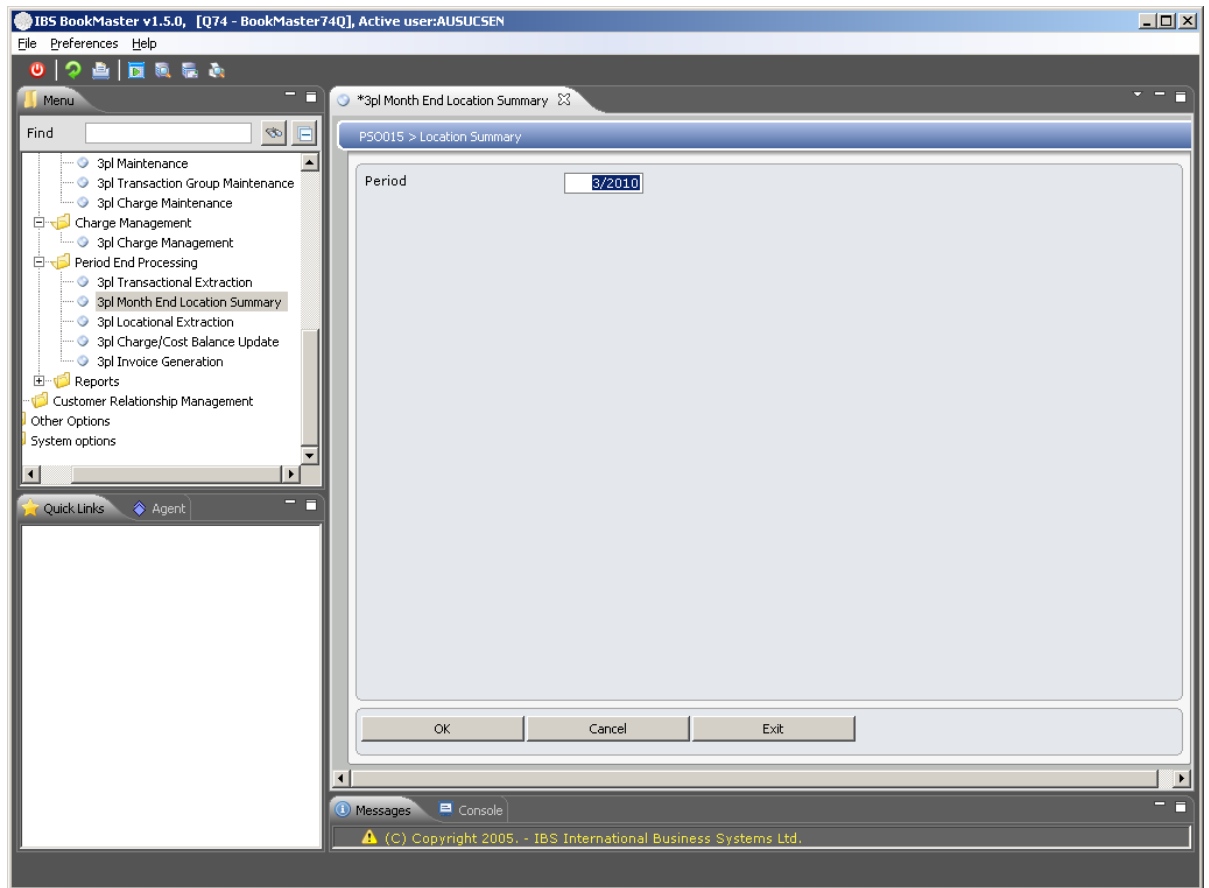 IBS BookMaster v1.5.0, [Q74 - BookMaster74Q], Active user:AUSUCSEN
File Preferences Help
Menu
Find
3pl Maintenance
3pl Transaction Group Maintenance
3pl Charge Maintenance
Charge Management
3pl Charge Management
Period End Processing
3pl Transactional Extraction
3pl Month End Location Summary
3pl Locational Extraction
3pl Charge/Cost Balance Update
3pl Invoice Generation
Reports
Customer Relationship Management
Other Options
System options
Quick Links Agent
*3pl Month End Location Summary
PSO015 > Location Summary
Period 3/2010
OK Cancel Exit
Messages Console
(C) Copyright 2005. - IBS International Business Systems Ltd.